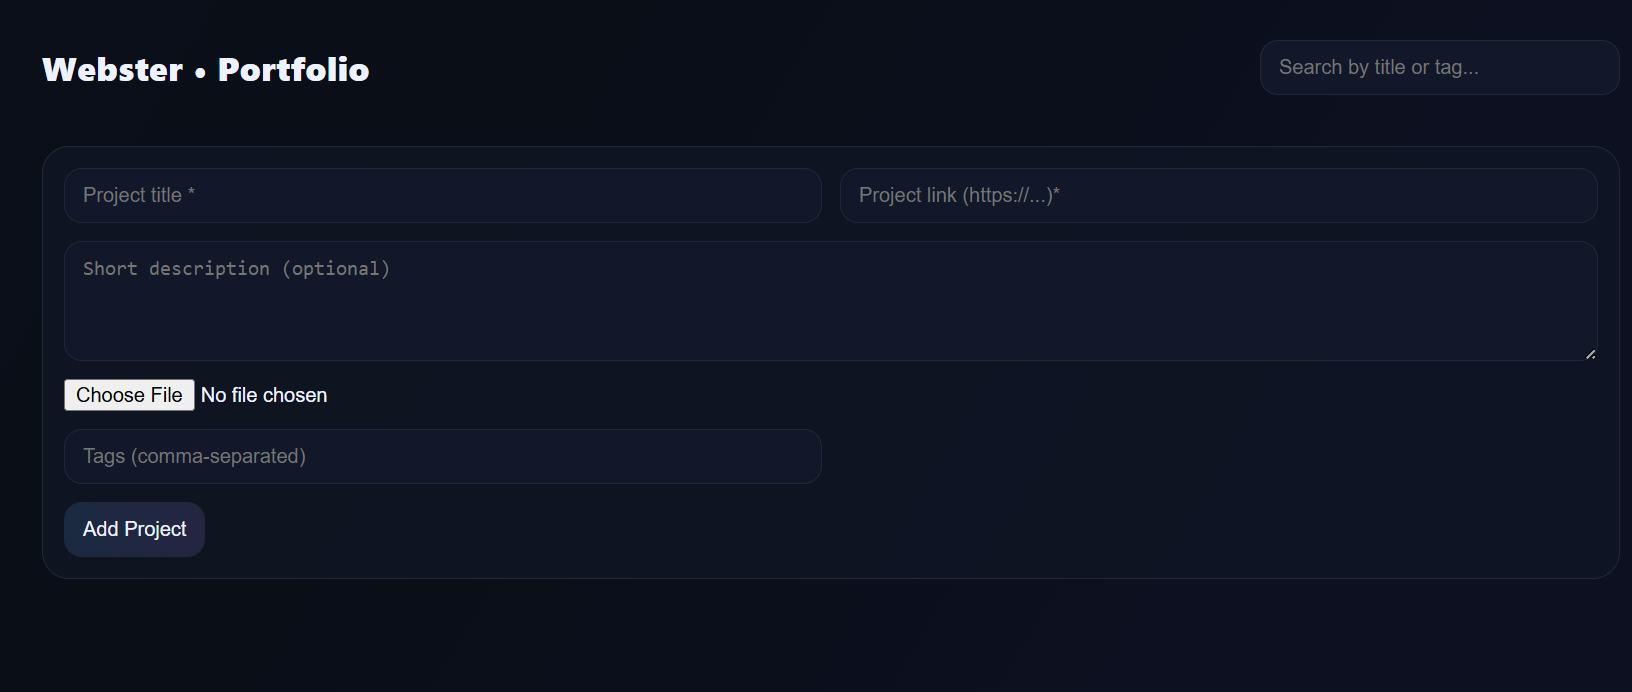 Webster • Portfolio
Search by title or tag...
Project title *
Project link (https://...)*
Short description (optional)
Choose File No file chosen
Tags (comma-separated)
Add Project